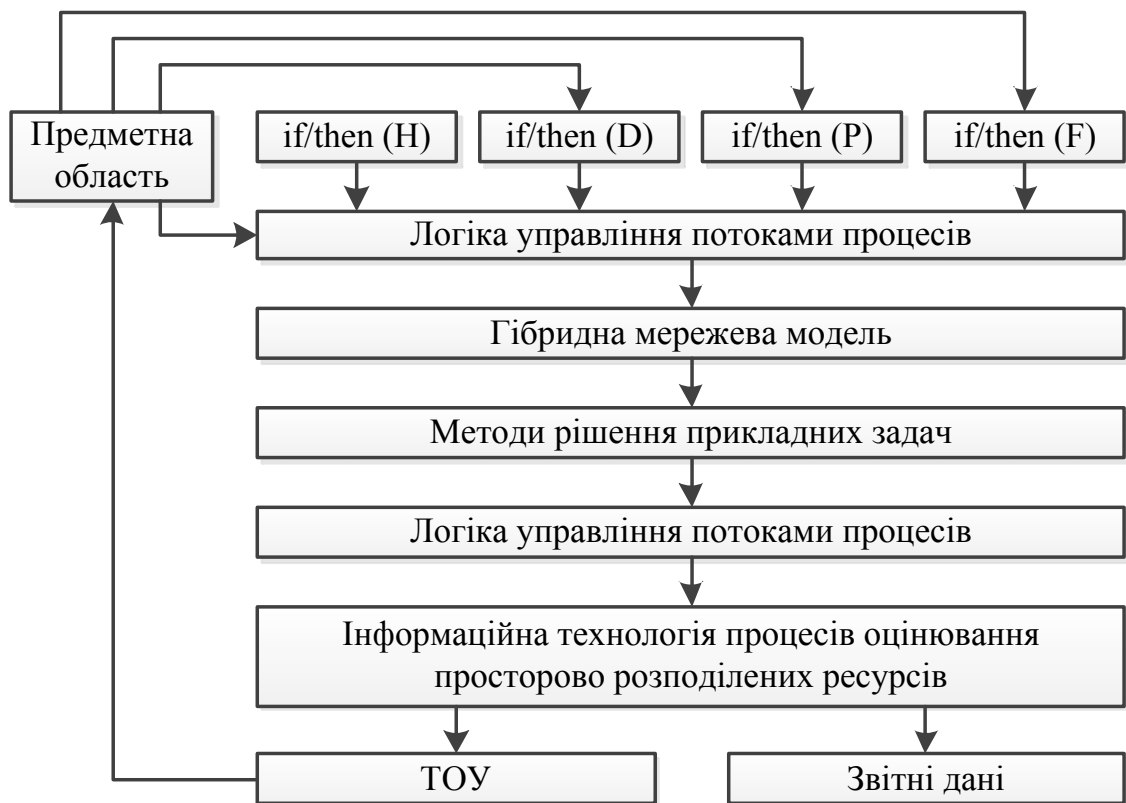 Предметна
область
if/then (H)
if/then (D)
if/then (P)
if/then (F)
Логіка управління потоками процесів
Гібридна мережева модель
Методи рішення прикладних задач
Логіка управління потоками процесів
Інформаційна технологія процесів оцінювання
просторово розподілених ресурсів
ТОУ
Звітні дані